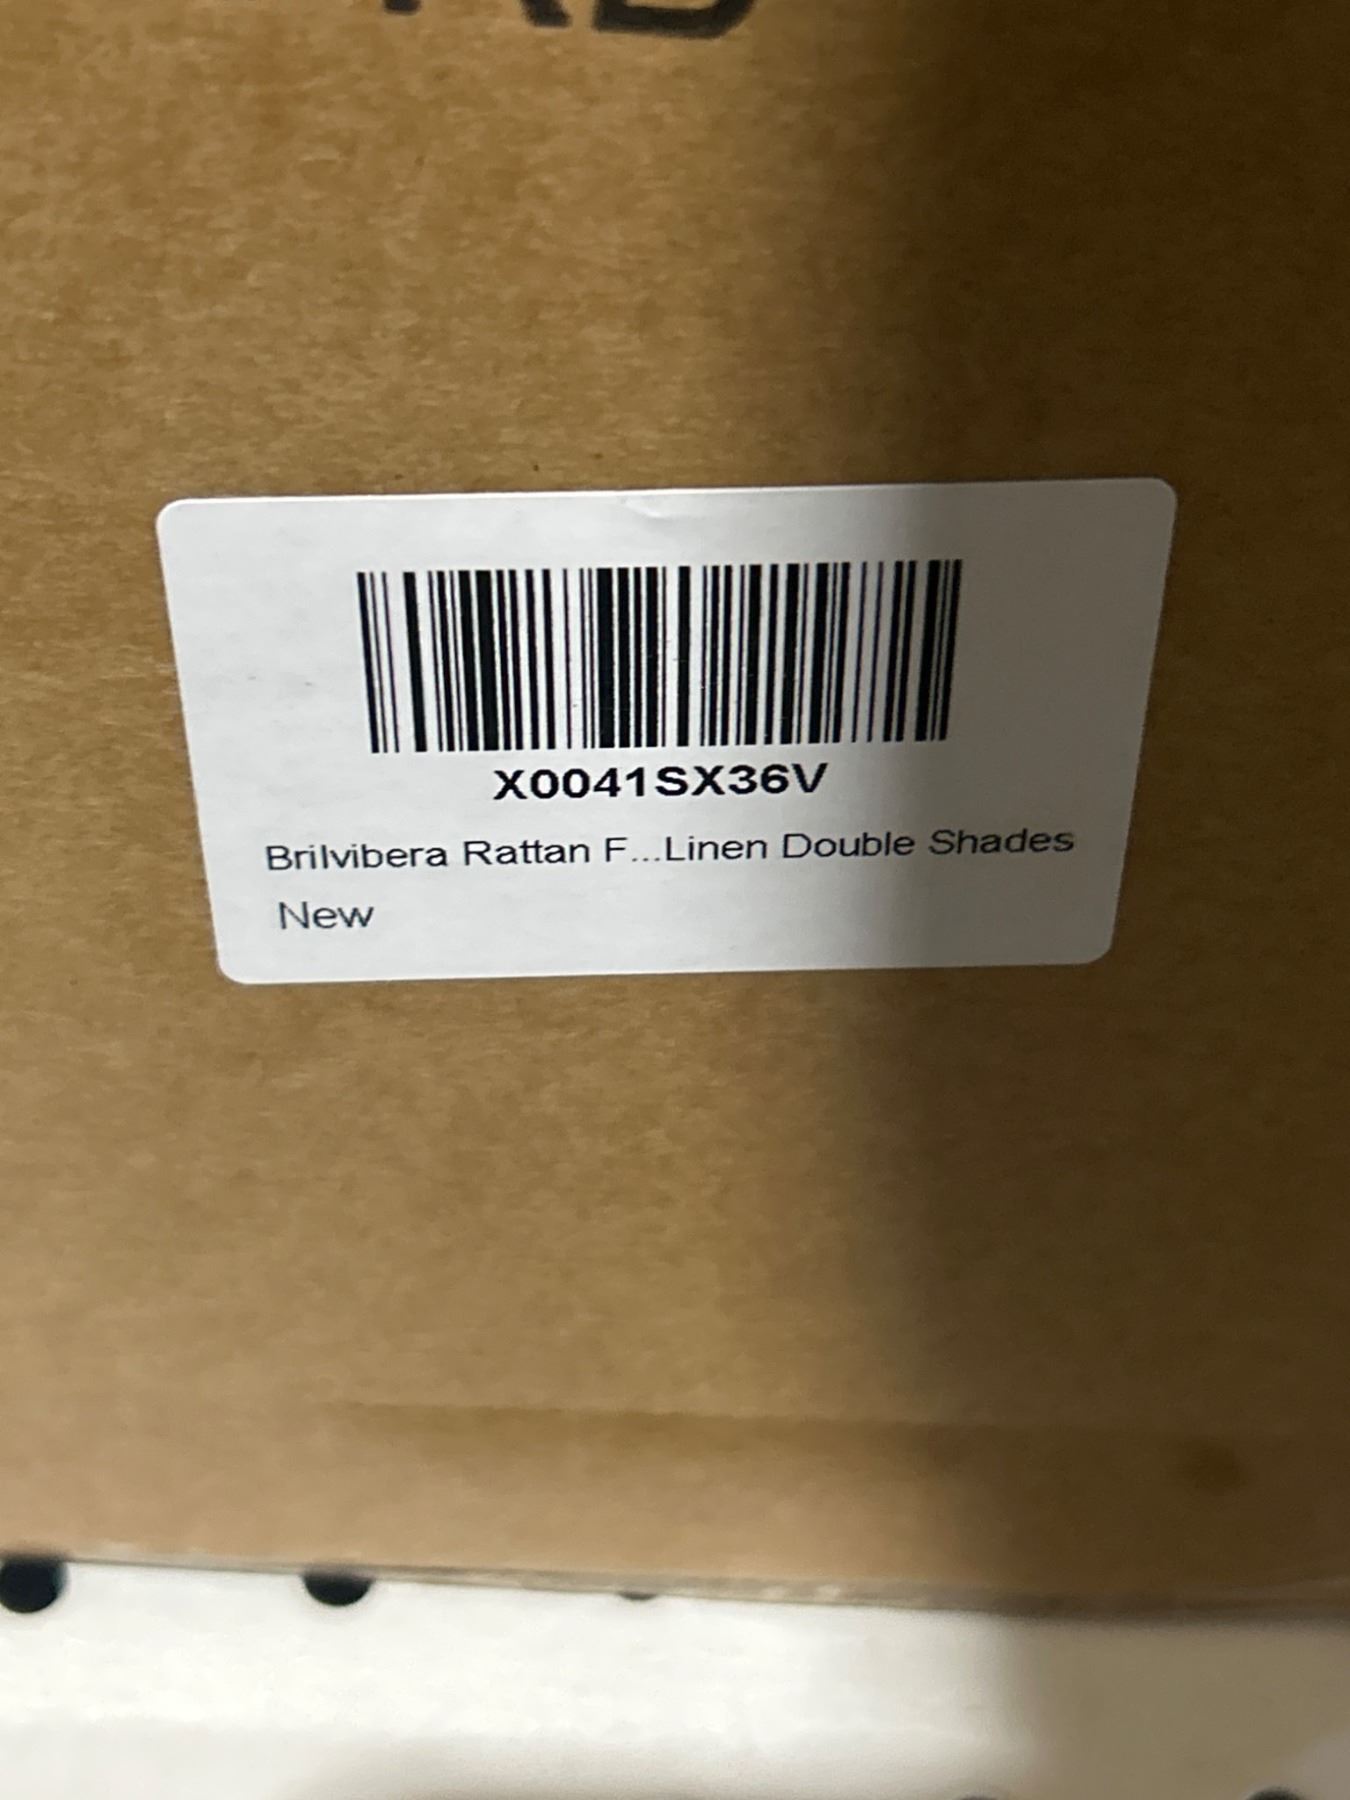 X0041SX36V
Brilvibera Rattan F...Linen Double Shades
New